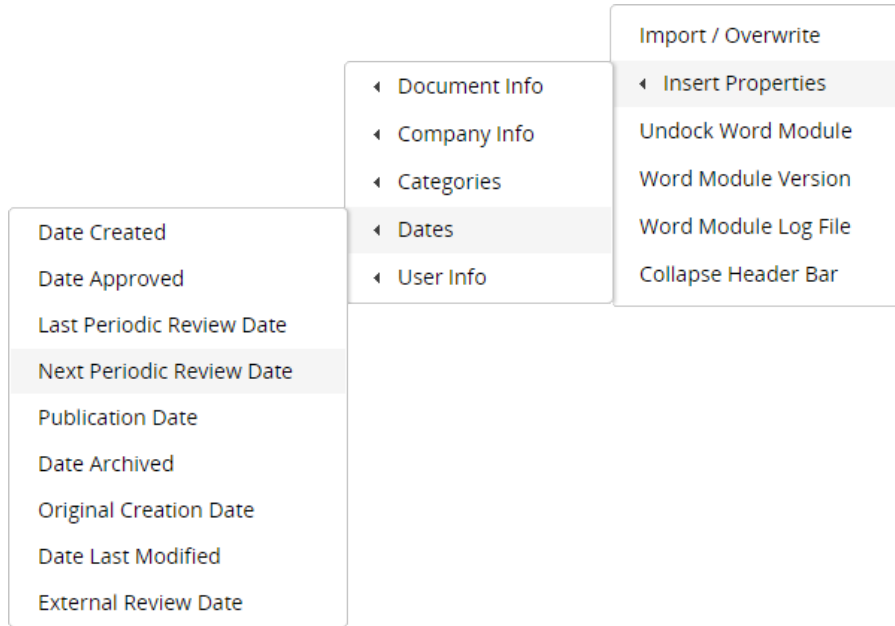 Import / Overwrite
Insert Properties
Undock Word Module
Word Module Version
Word Module Log File
Collapse Header Bar
Document Info
Company Info
Categories
Dates
User Info
Date Created
Date Approved
Last Periodic Review Date
Next Periodic Review Date
Publication Date
Date Archived
Original Creation Date
Date Last Modified
External Review Date